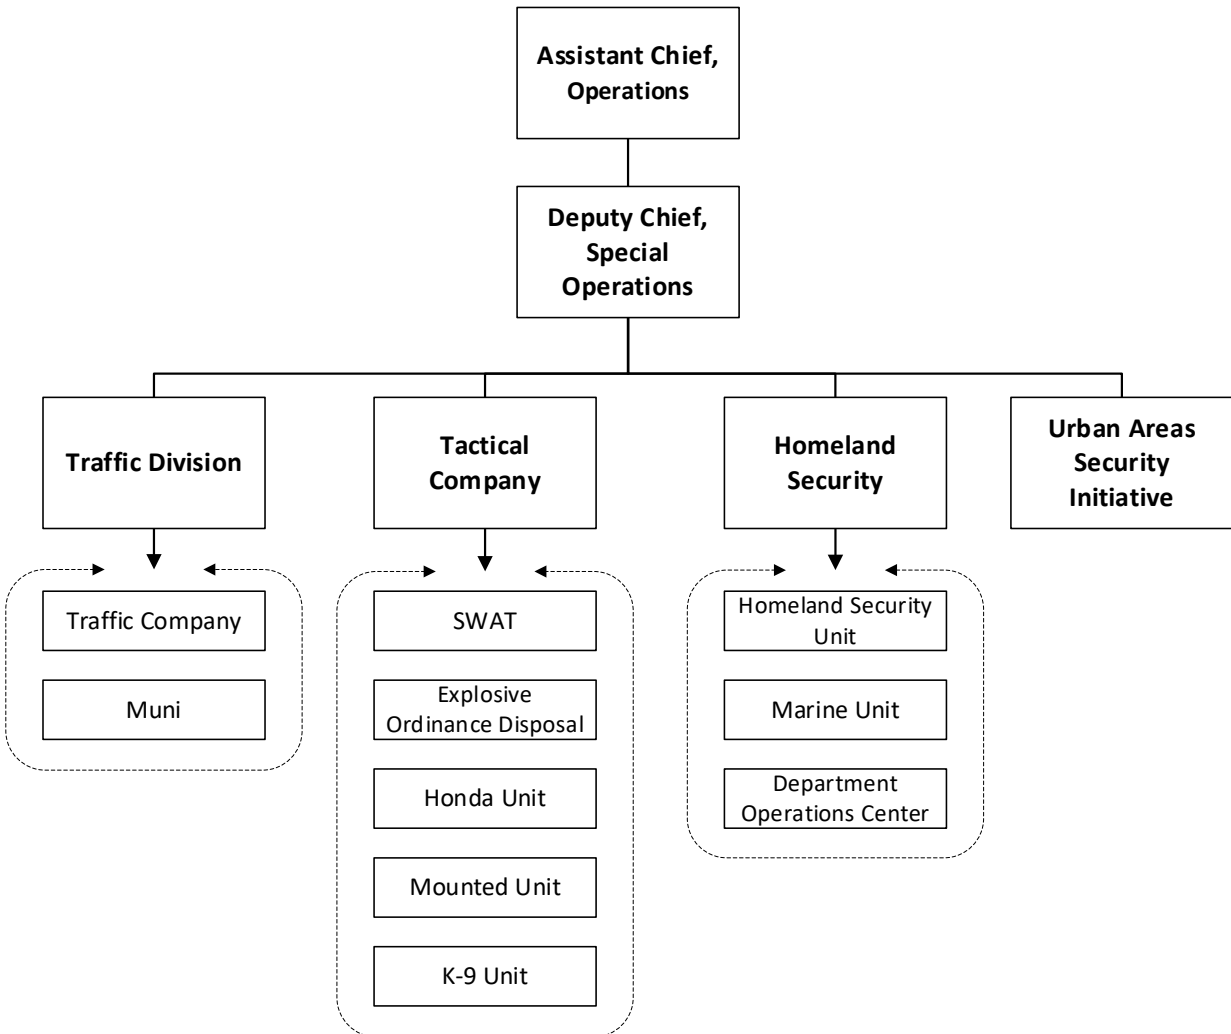 Assistant Chief,
Operations
Deputy Chief,
Special
Operations
Traffic Division
Tactical
Company
Homeland
Security
Urban Areas
Security
Initiative
Traffic Company
Muni
SWAT
Explosive
Ordinance Disposal
Honda Unit
Mounted Unit
K-9 Unit
Homeland Security
Unit
Marine Unit
Department
Operations Center